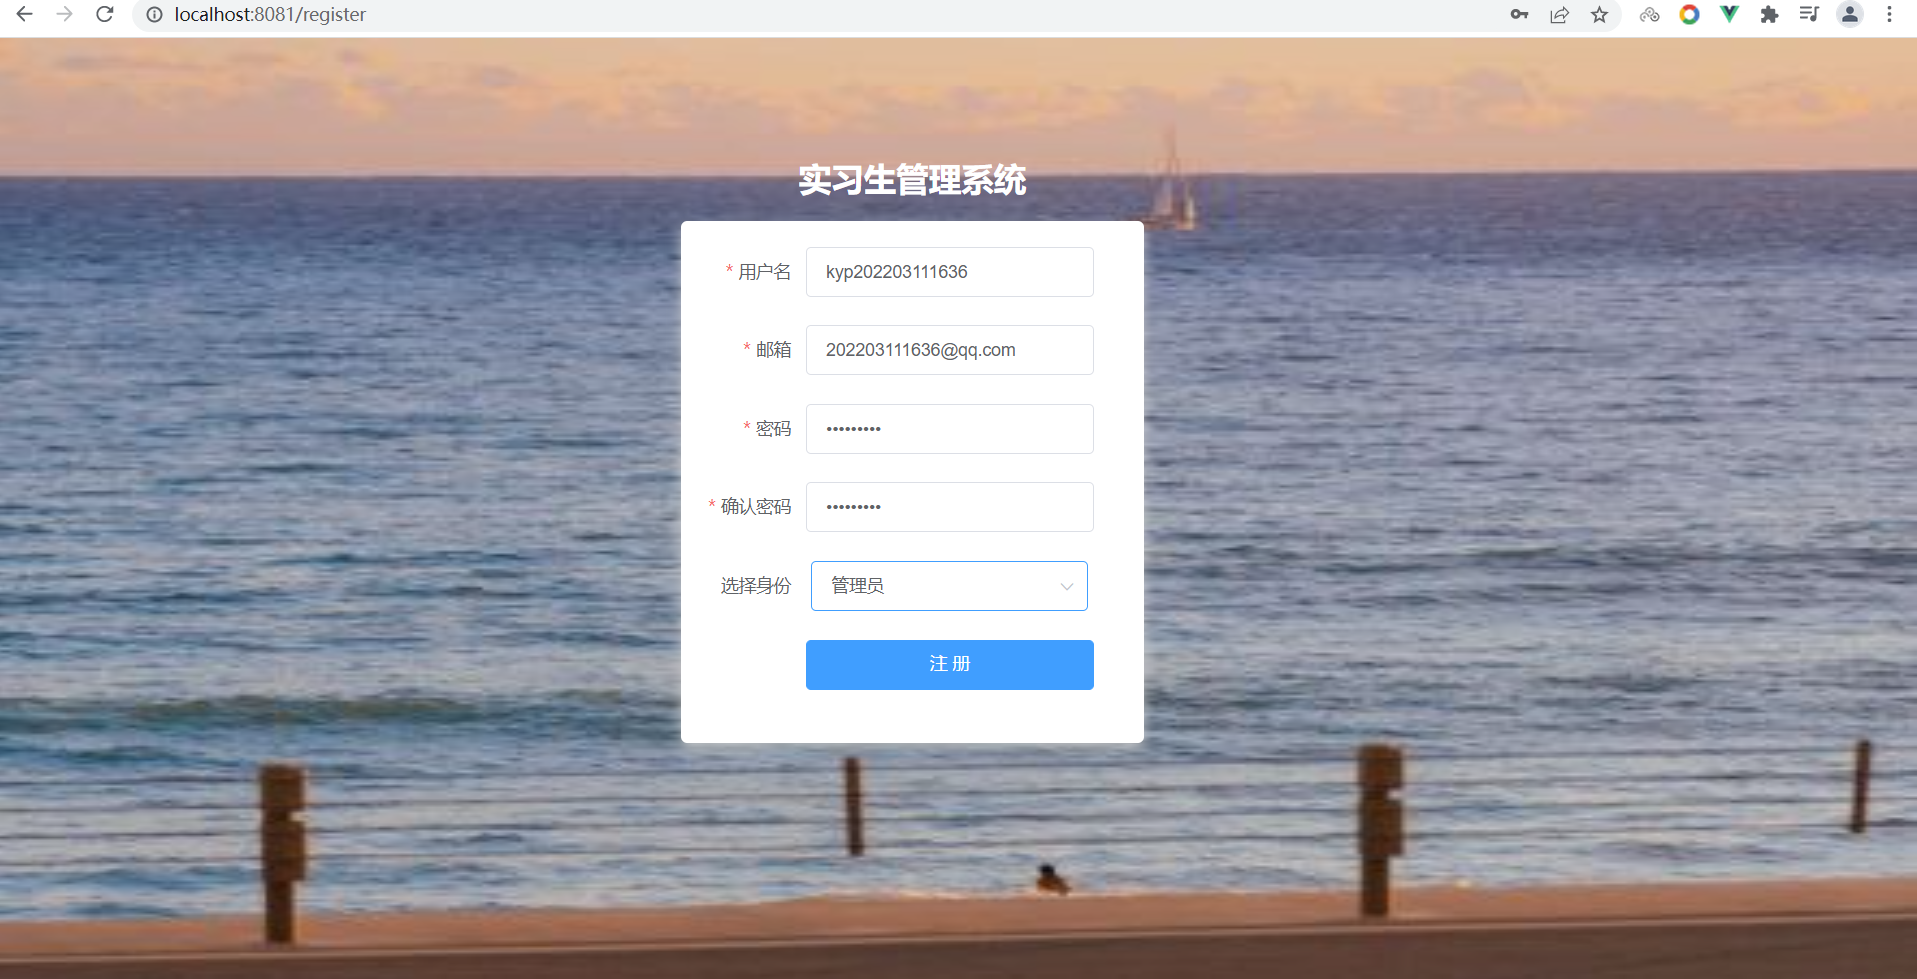 localhost:8081/register
实习生管理系统
* 用户名 kyp202203111636
* 邮箱 202203111636@qq.com
* 密码 •••••••••
* 确认密码 •••••••••
选择身份 管理员
注 册